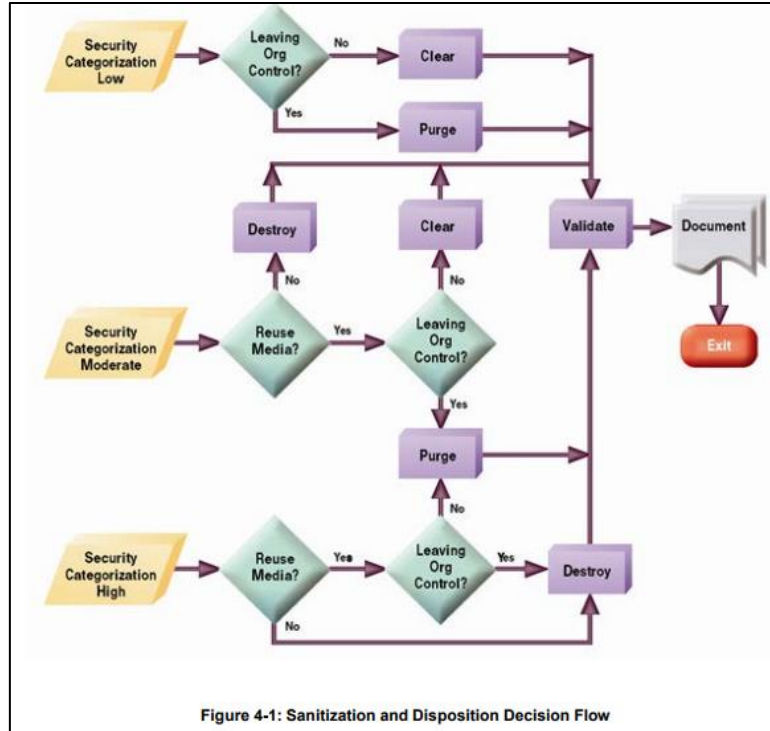 Security
Categorization
Low
Leaving
Org
Control?
No
Clear
Yes
Purge
Destroy
Clear
Validate
Document
No
No
Security
Categorization
Moderate
Reuse
Media?
Yes
Leaving
Org
Control?
Exit
Yes
Purge
No
Security
Categorization
High
Reuse
Media?
Yes
Leaving
Org
Control?
Yes
Destroy
No
Figure 4-1: Sanitization and Disposition Decision Flow